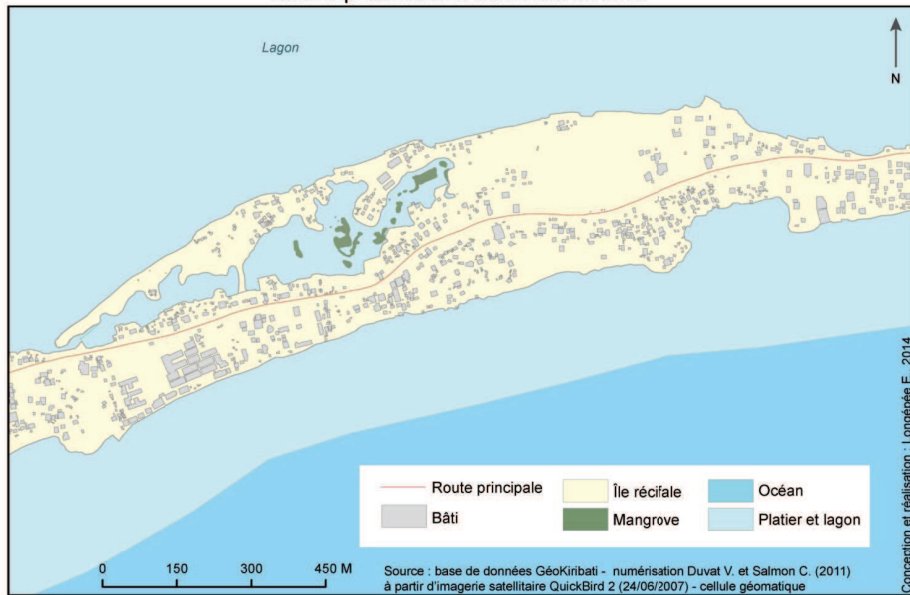 Lagon
N
Route principale
Bâti
Île récifale
Mangrove
Océan
Platier et lagon
0 150 300 450 M
Source : base de données GéoKiribati - numérisation Duvat V. et Salmon C. (2011)
à partir d'imagerie satellitaire QuickBird 2 (24/06/2007) - cellule géomatique
Conception et réalisation : Longépée E., 2014